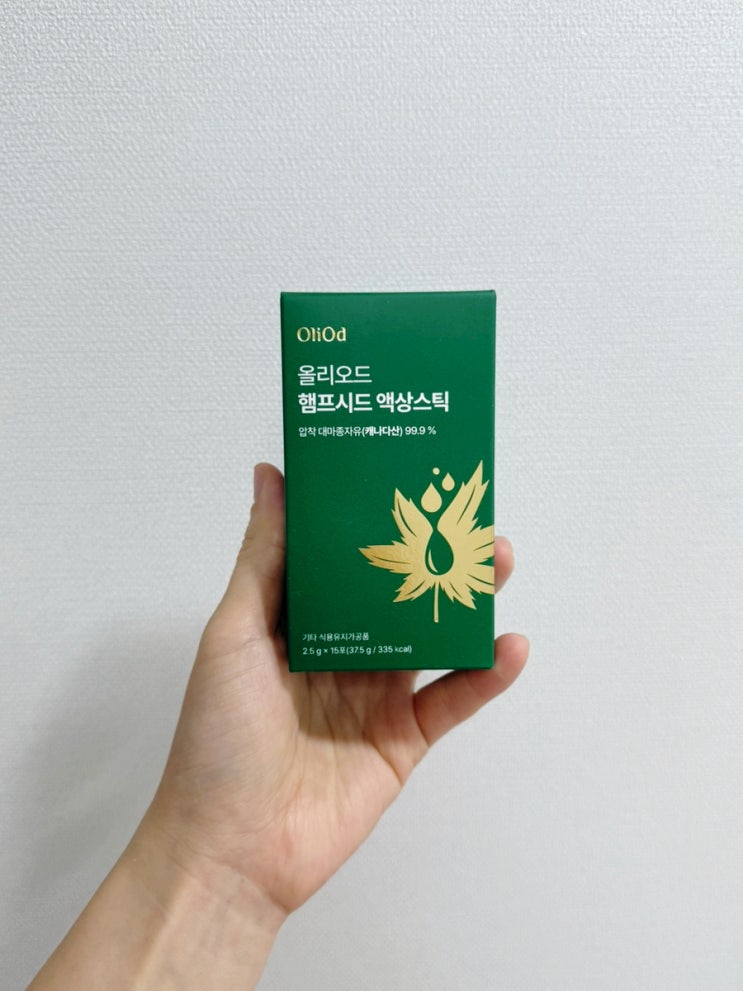 OliOd
올리오드
햄프시드 액상스틱
압착 대마종자유(캐나다산) 99.9 %
기타 식용유지가공품
2.5 g × 15포(37.5 g / 335 kcal)